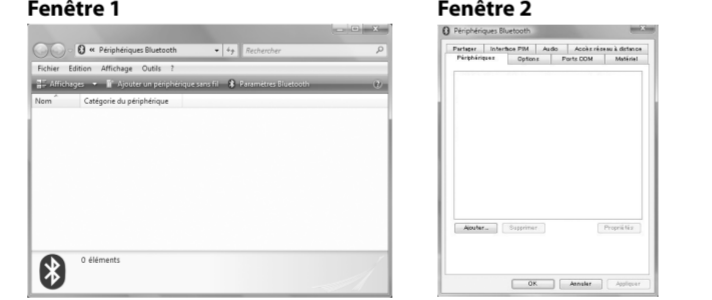 Fenêtre 1
Périphériques Bluetooth
Rechercher
Fichier Edition Affichage Outils ?
Affichages Ajouter un périphérique sans fil Paramètres Bluetooth
Nom Catégorie du périphérique
0 éléments
Fenêtre 2
Périphériques Bluetooth
Partager Interface PIM Audio Accès réseau à distance
Périphériques Options Ports COM Matériel
Ajouter... Supprimer Propriétés
OK Annuler Appliquer